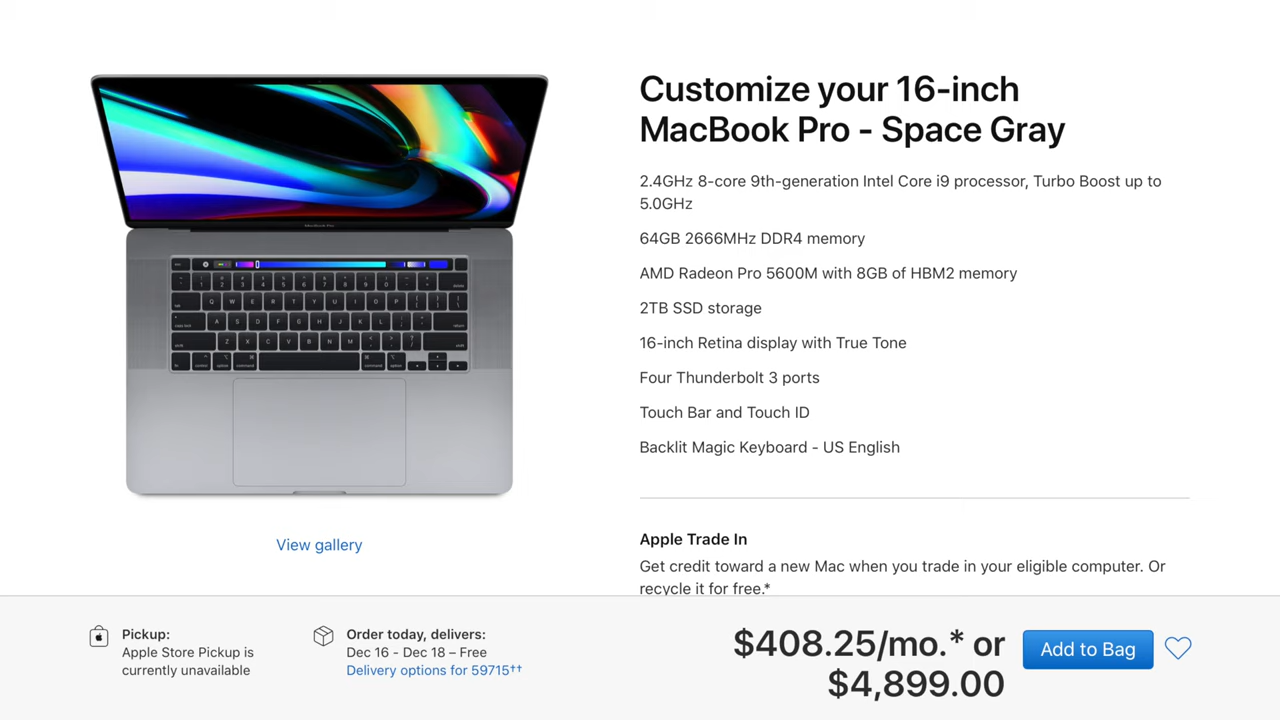 Customize your 16-inch
MacBook Pro - Space Gray
2.4GHz 8-core 9th-generation Intel Core i9 processor, Turbo Boost up to
5.0GHz
64GB 2666MHz DDR4 memory
AMD Radeon Pro 5600M with 8GB of HBM2 memory
2TB SSD storage
16-inch Retina display with True Tone
Four Thunderbolt 3 ports
Touch Bar and Touch ID
Backlit Magic Keyboard - US English
View gallery
Apple Trade In
Get credit toward a new Mac when you trade in your eligible computer. Or
recycle it for free.*
Pickup:
Apple Store Pickup is
currently unavailable
Order today, delivers:
Dec 16 - Dec 18 – Free
Delivery options for 59715††
$408.25/mo.* or
$4,899.00
Add to Bag